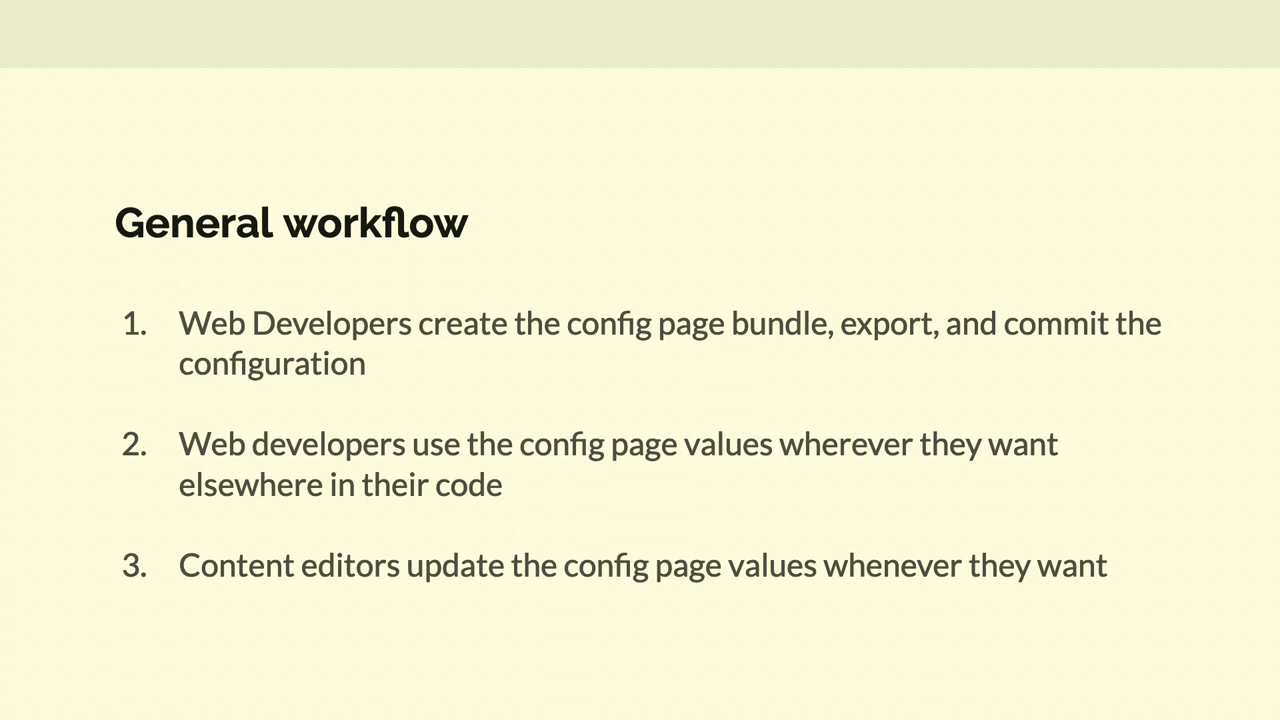 General workflow
1. Web Developers create the config page bundle, export, and commit the
configuration
2. Web developers use the config page values wherever they want
elsewhere in their code
3. Content editors update the config page values whenever they want